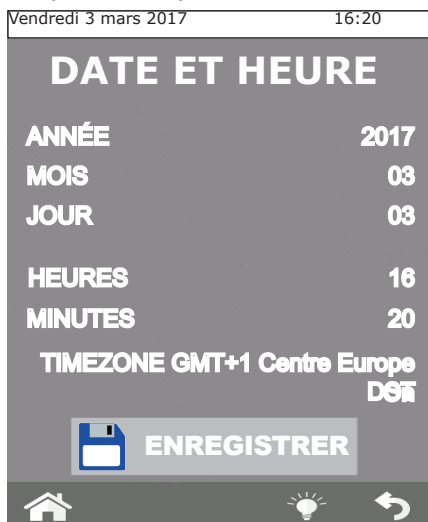 Vendredi 3 mars 2017 16:20
DATE ET HEURE
ANNÉE 2017
MOIS 03
JOUR 03
HEURES 16
MINUTES 20
TIMEZONE GMT+1 Centre Europe
ENREGISTRER